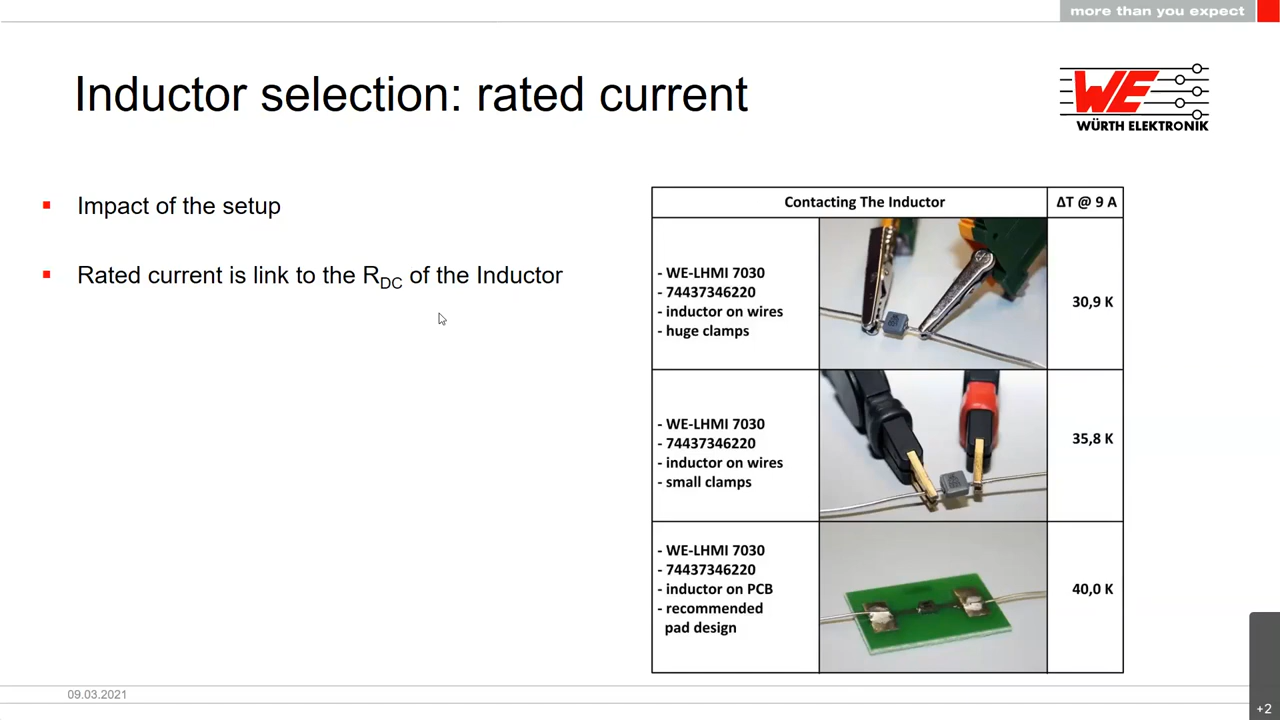 more than you expect
Inductor selection: rated current
WE
WÜRTH ELEKTRONIK
▪ Impact of the setup
▪ Rated current is link to the RDC of the Inductor
Contacting The Inductor ΔT @ 9 A
- WE-LHMI 7030
- 74437346220
- inductor on wires
- huge clamps
30,9 K
- WE-LHMI 7030
- 74437346220
- inductor on wires
- small clamps
35,8 K
- WE-LHMI 7030
- 74437346220
- inductor on PCB
- recommended
pad design
40,0 K
09.03.2021
+2